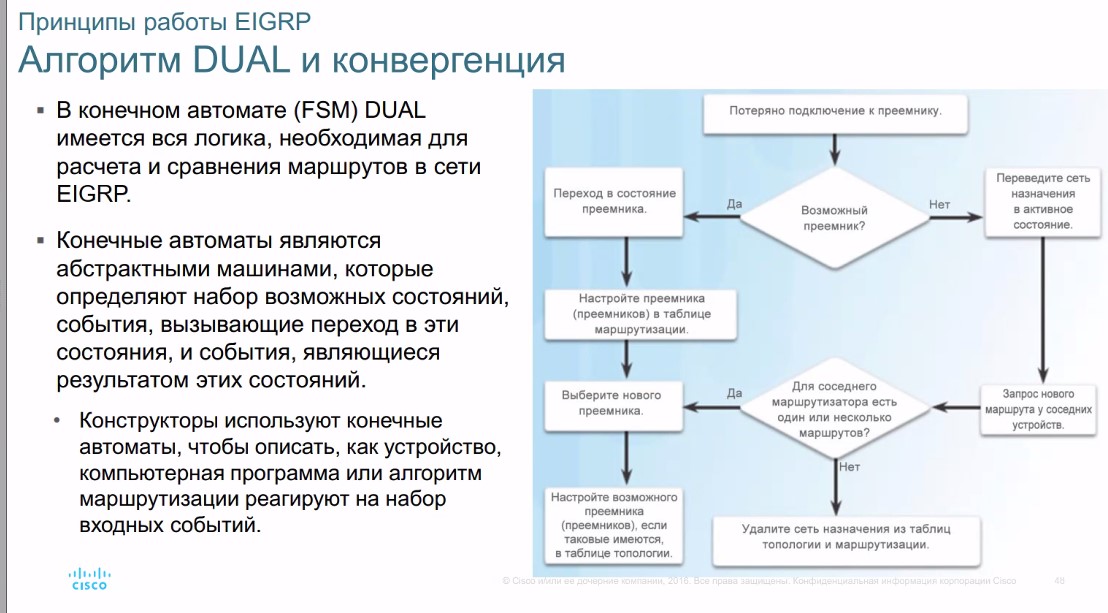 Принципы работы EIGRP
Алгоритм DUAL и конвергенция
▪ В конечном автомате (FSM) DUAL
имеется вся логика, необходимая для
расчета и сравнения маршрутов в сети
EIGRP.
▪ Конечные автоматы являются
абстрактными машинами, которые
определяют набор возможных состояний,
события, вызывающие переход в эти
состояния, и события, являющиеся
результатом этих состояний.
• Конструкторы используют конечные
автоматы, чтобы описать, как устройство,
компьютерная программа или алгоритм
маршрутизации реагируют на набор
входных событий.
Потеряно подключение к преемнику.
Возможный
преемник?
Да
Нет
Переход в состояние
преемника.
Переведите сеть
назначения
в активное
состояние.
Настройте преемника
(преемников) в таблице
маршрутизации.
Запрос нового
маршрута у соседних
устройств.
Для соседнего
маршрутизатора есть
один или несколько
маршрутов?
Да
Нет
Выберите нового
преемника.
Настройте возможного
преемника
(преемников), если
таковые имеются,
в таблице топологии.
Удалите сеть назначения из таблиц
топологии и маршрутизации.
CISCO
© Cisco и/или её дочерние компании, 2016. Все права защищены. Конфиденциальная информация корпорации Cisco
48